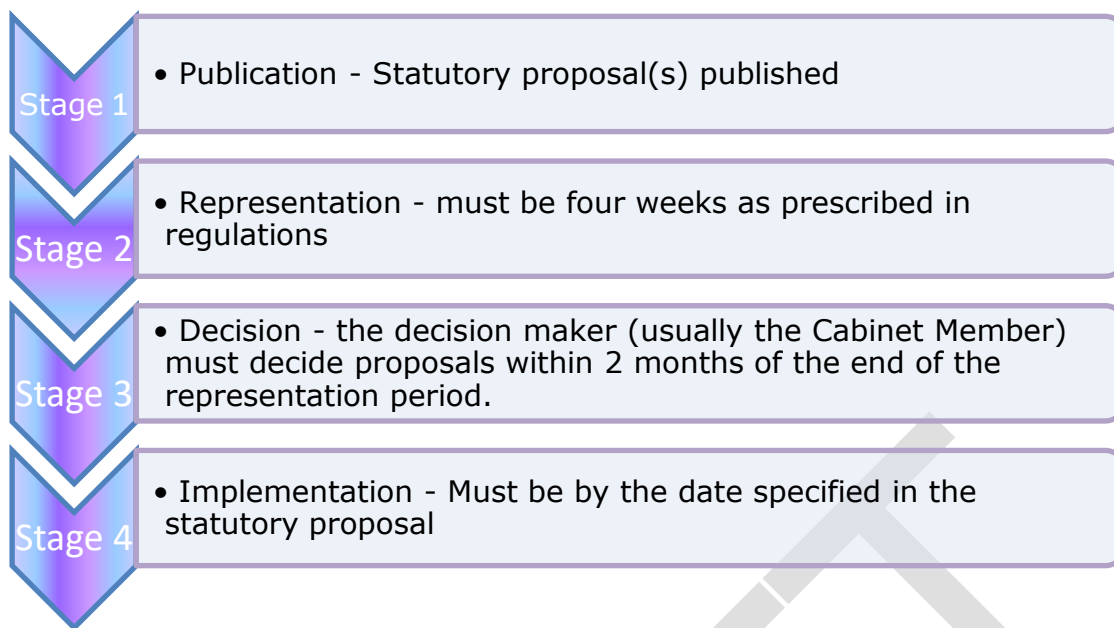 Stage 1
• Publication - Statutory proposal(s) published
Stage 2
• Representation - must be four weeks as prescribed in
regulations
Stage 3
• Decision - the decision maker (usually the Cabinet Member)
must decide proposals within 2 months of the end of the
representation period.
Stage 4
• Implementation - Must be by the date specified in the
statutory proposal